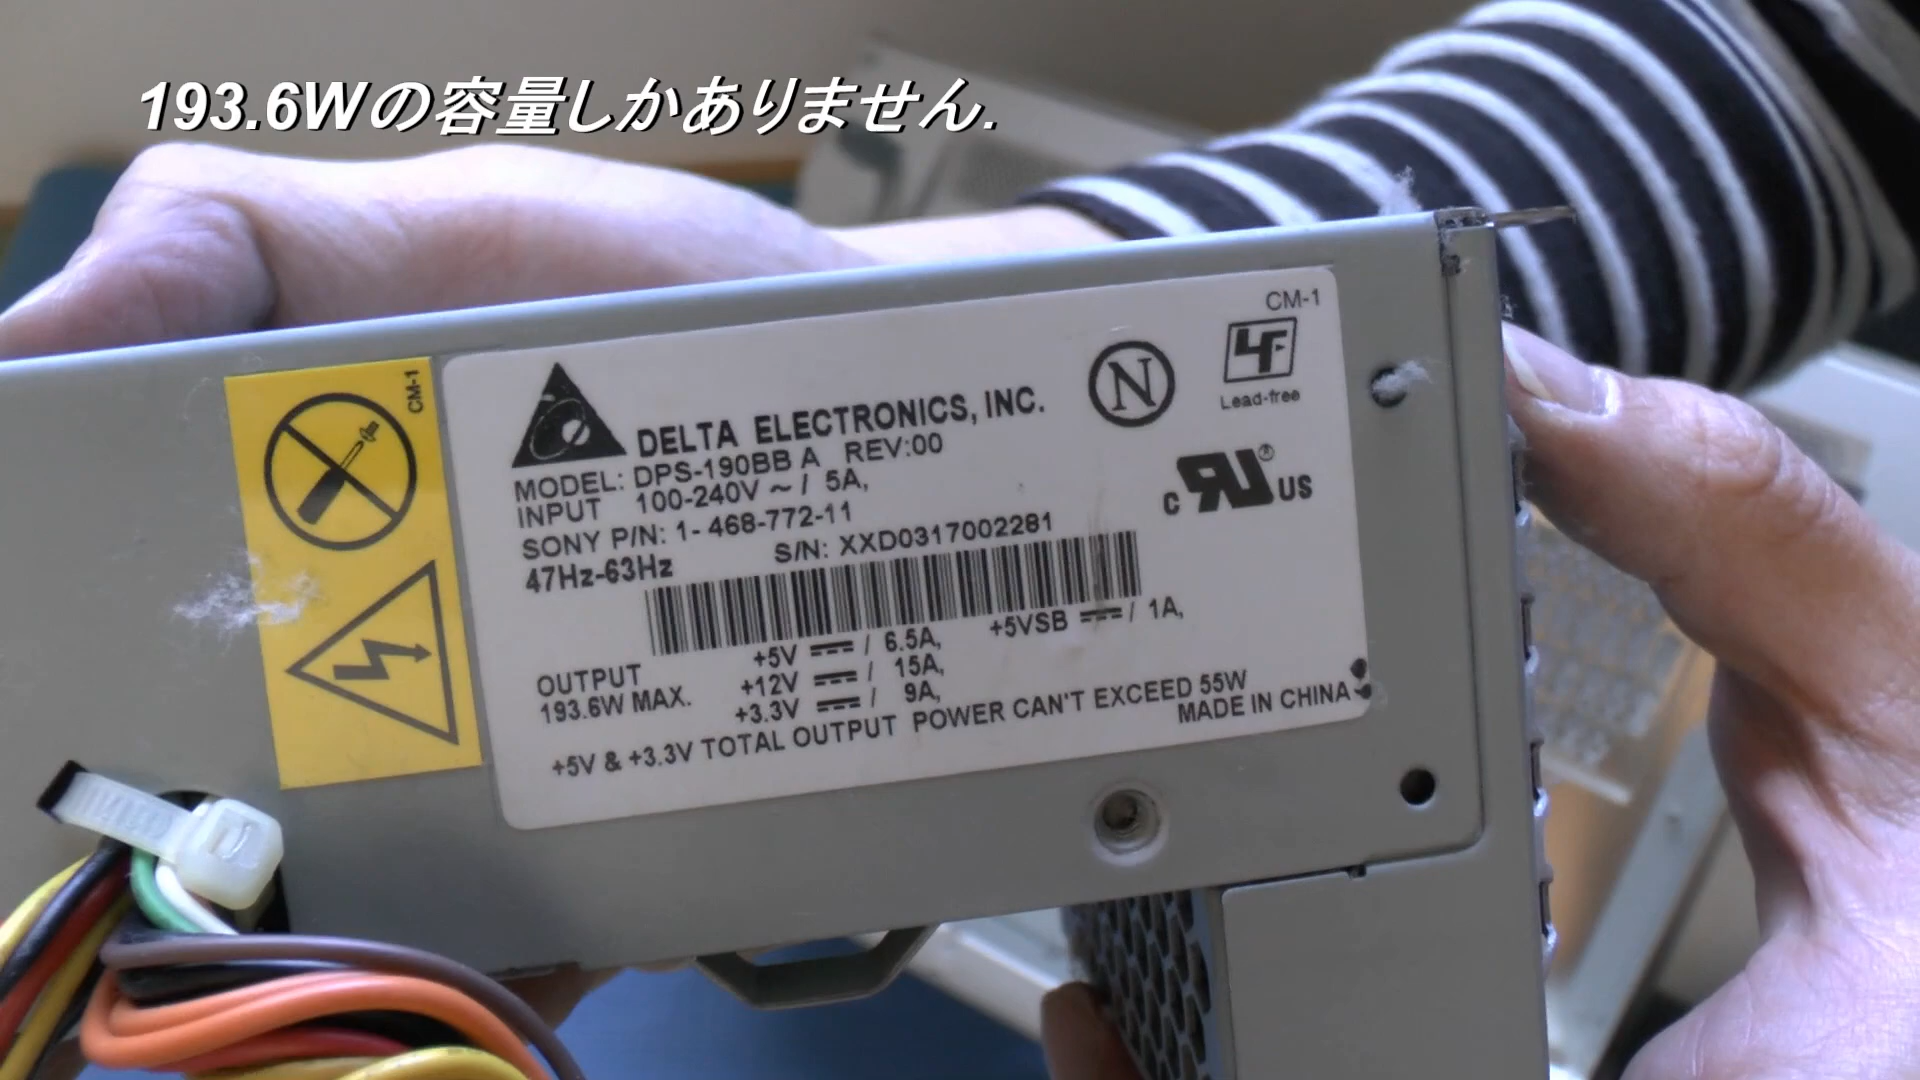 193.6Wの容量しかありません.
CM-1
CM-1
N
LF
Lead-free
DELTA ELECTRONICS, INC.
MODEL: DPS-190BB A REV:00
INPUT 100-240V ~ / 5A,
SONY P/N: 1-468-772-11
47Hz-63Hz
S/N: XXD0317002281
c RU ® US
OUTPUT
193.6W MAX.
+5V ⎓ / 6.5A, +5VSB ⎓ / 1A,
+12V ⎓ / 15A,
+3.3V ⎓ / 9A,
+5V & +3.3V TOTAL OUTPUT POWER CAN'T EXCEED 55W
MADE IN CHINA